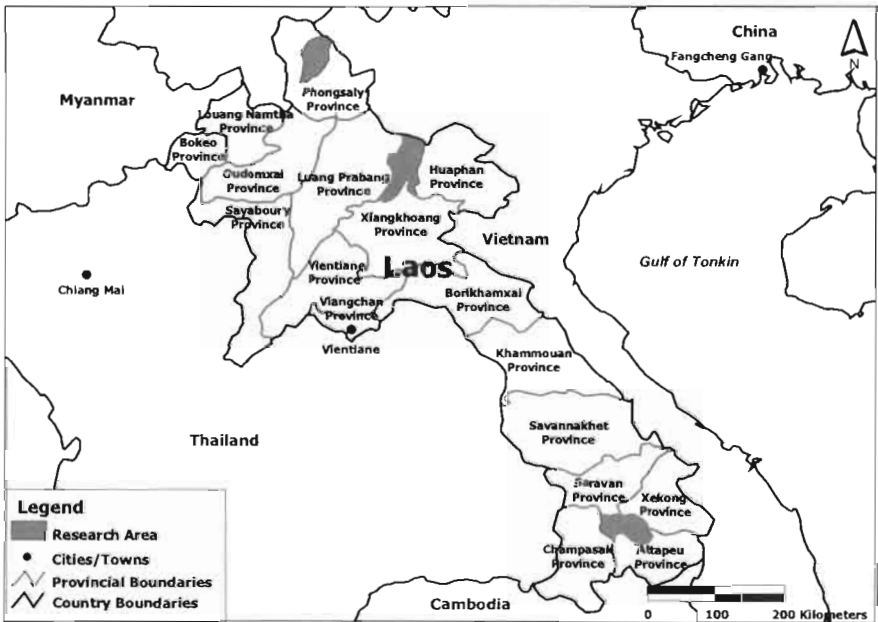 China
Fangcheng Gang
N
Myanmar
Phongsaly
Province
Louang Namtha
Province
Bokeo
Province
Oudomxai
Province
Luang Prabang
Province
Huaphan
Province
Sayaboury
Province
Xiangkhoang
Province
Vietnam
Laos
Gulf of Tonkin
Chiang Mai
Vientiane
Province
Borikhamxai
Province
Viangchan
Province
Vientiane
Khammouan
Province
Savannakhet
Province
Thailand
Saravan
Province
Xekong
Province
Champasak
Province
Attapeu
Province
Legend
Research Area
Cities/Towns
Provincial Boundaries
Country Boundaries
Cambodia
0 100 200 Kilometers